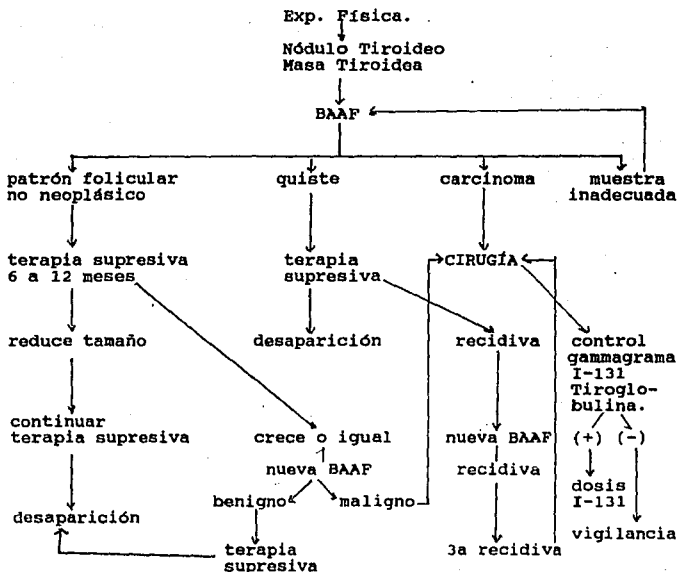 Exp. Física.
Nódulo Tiroideo
Masa Tiroidea
BAAF
patrón folicular
no neoplásico
quiste
carcinoma
muestra
inadecuada
terapia supresiva
6 a 12 meses
terapia
supresiva
CIRUGÍA
reduce tamaño
desaparición
recidiva
control
gammagrama
I-131
Tiroglo-
bulina.
continuar
terapia supresiva
crece o igual
nueva BAAF
nueva BAAF
recidiva
(+) (-)
benigno
maligno
dosis
I-131
desaparición
vigilancia
terapia
supresiva
3a recidiva